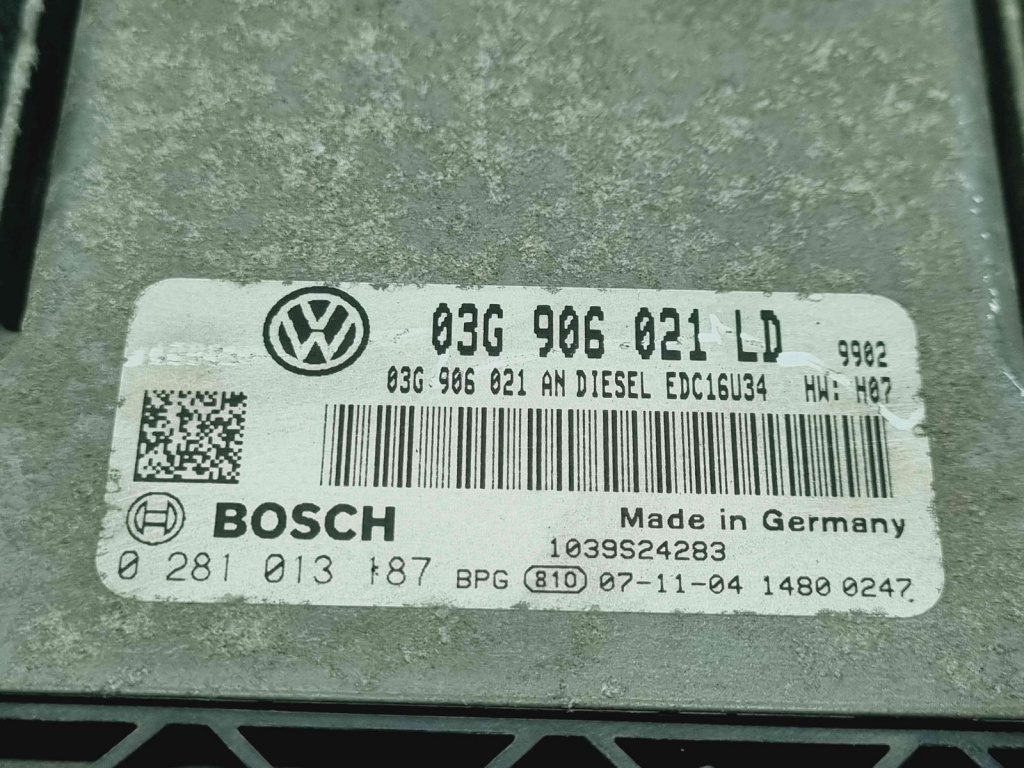 03G 906 021 LD 9902
03G 906 021 AN DIESEL EDC16U34 HW: H07
BOSCH Made in Germany
1039S24283
0 281 013 187 BPG 810 07-11-04 1480 0247